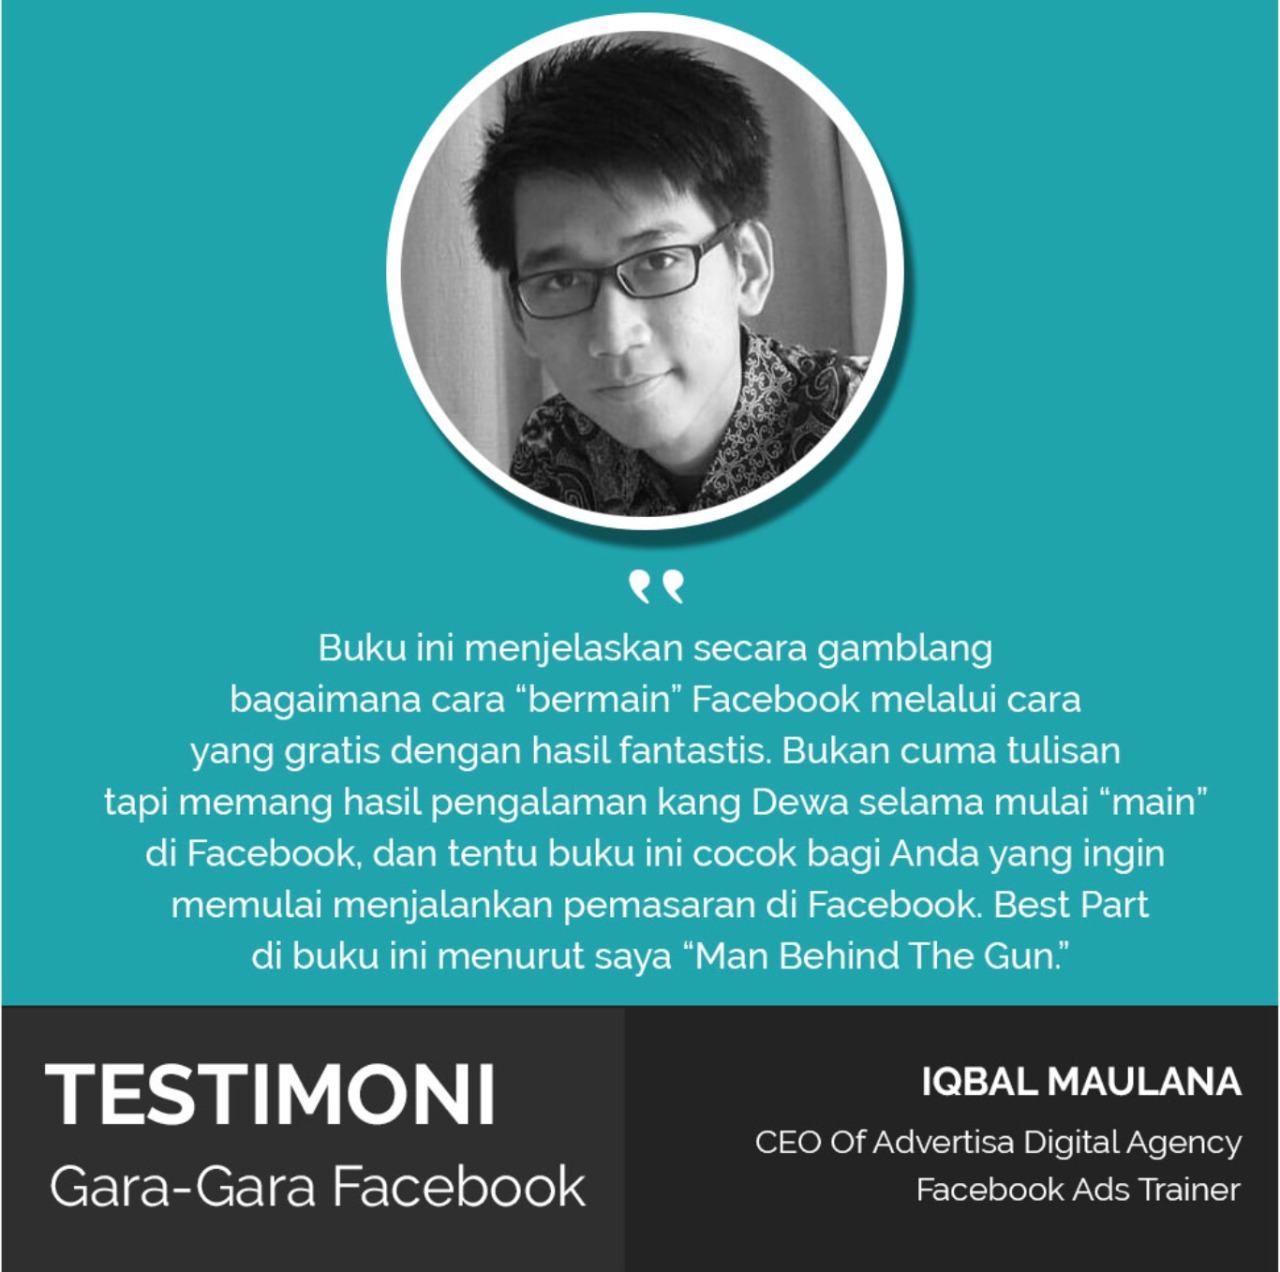 Buku ini menjelaskan secara gamblang
bagaimana cara “bermain” Facebook melalui cara
yang gratis dengan hasil fantastis. Bukan cuma tulisan
tapi memang hasil pengalaman kang Dewa selama mulai “main”
di Facebook, dan tentu buku ini cocok bagi Anda yang ingin
memulai menjalankan pemasaran di Facebook. Best Part
di buku ini menurut saya “Man Behind The Gun.”
TESTIMONI
Gara-Gara Facebook
IQBAL MAULANA
CEO Of Advertisa Digital Agency
Facebook Ads Trainer